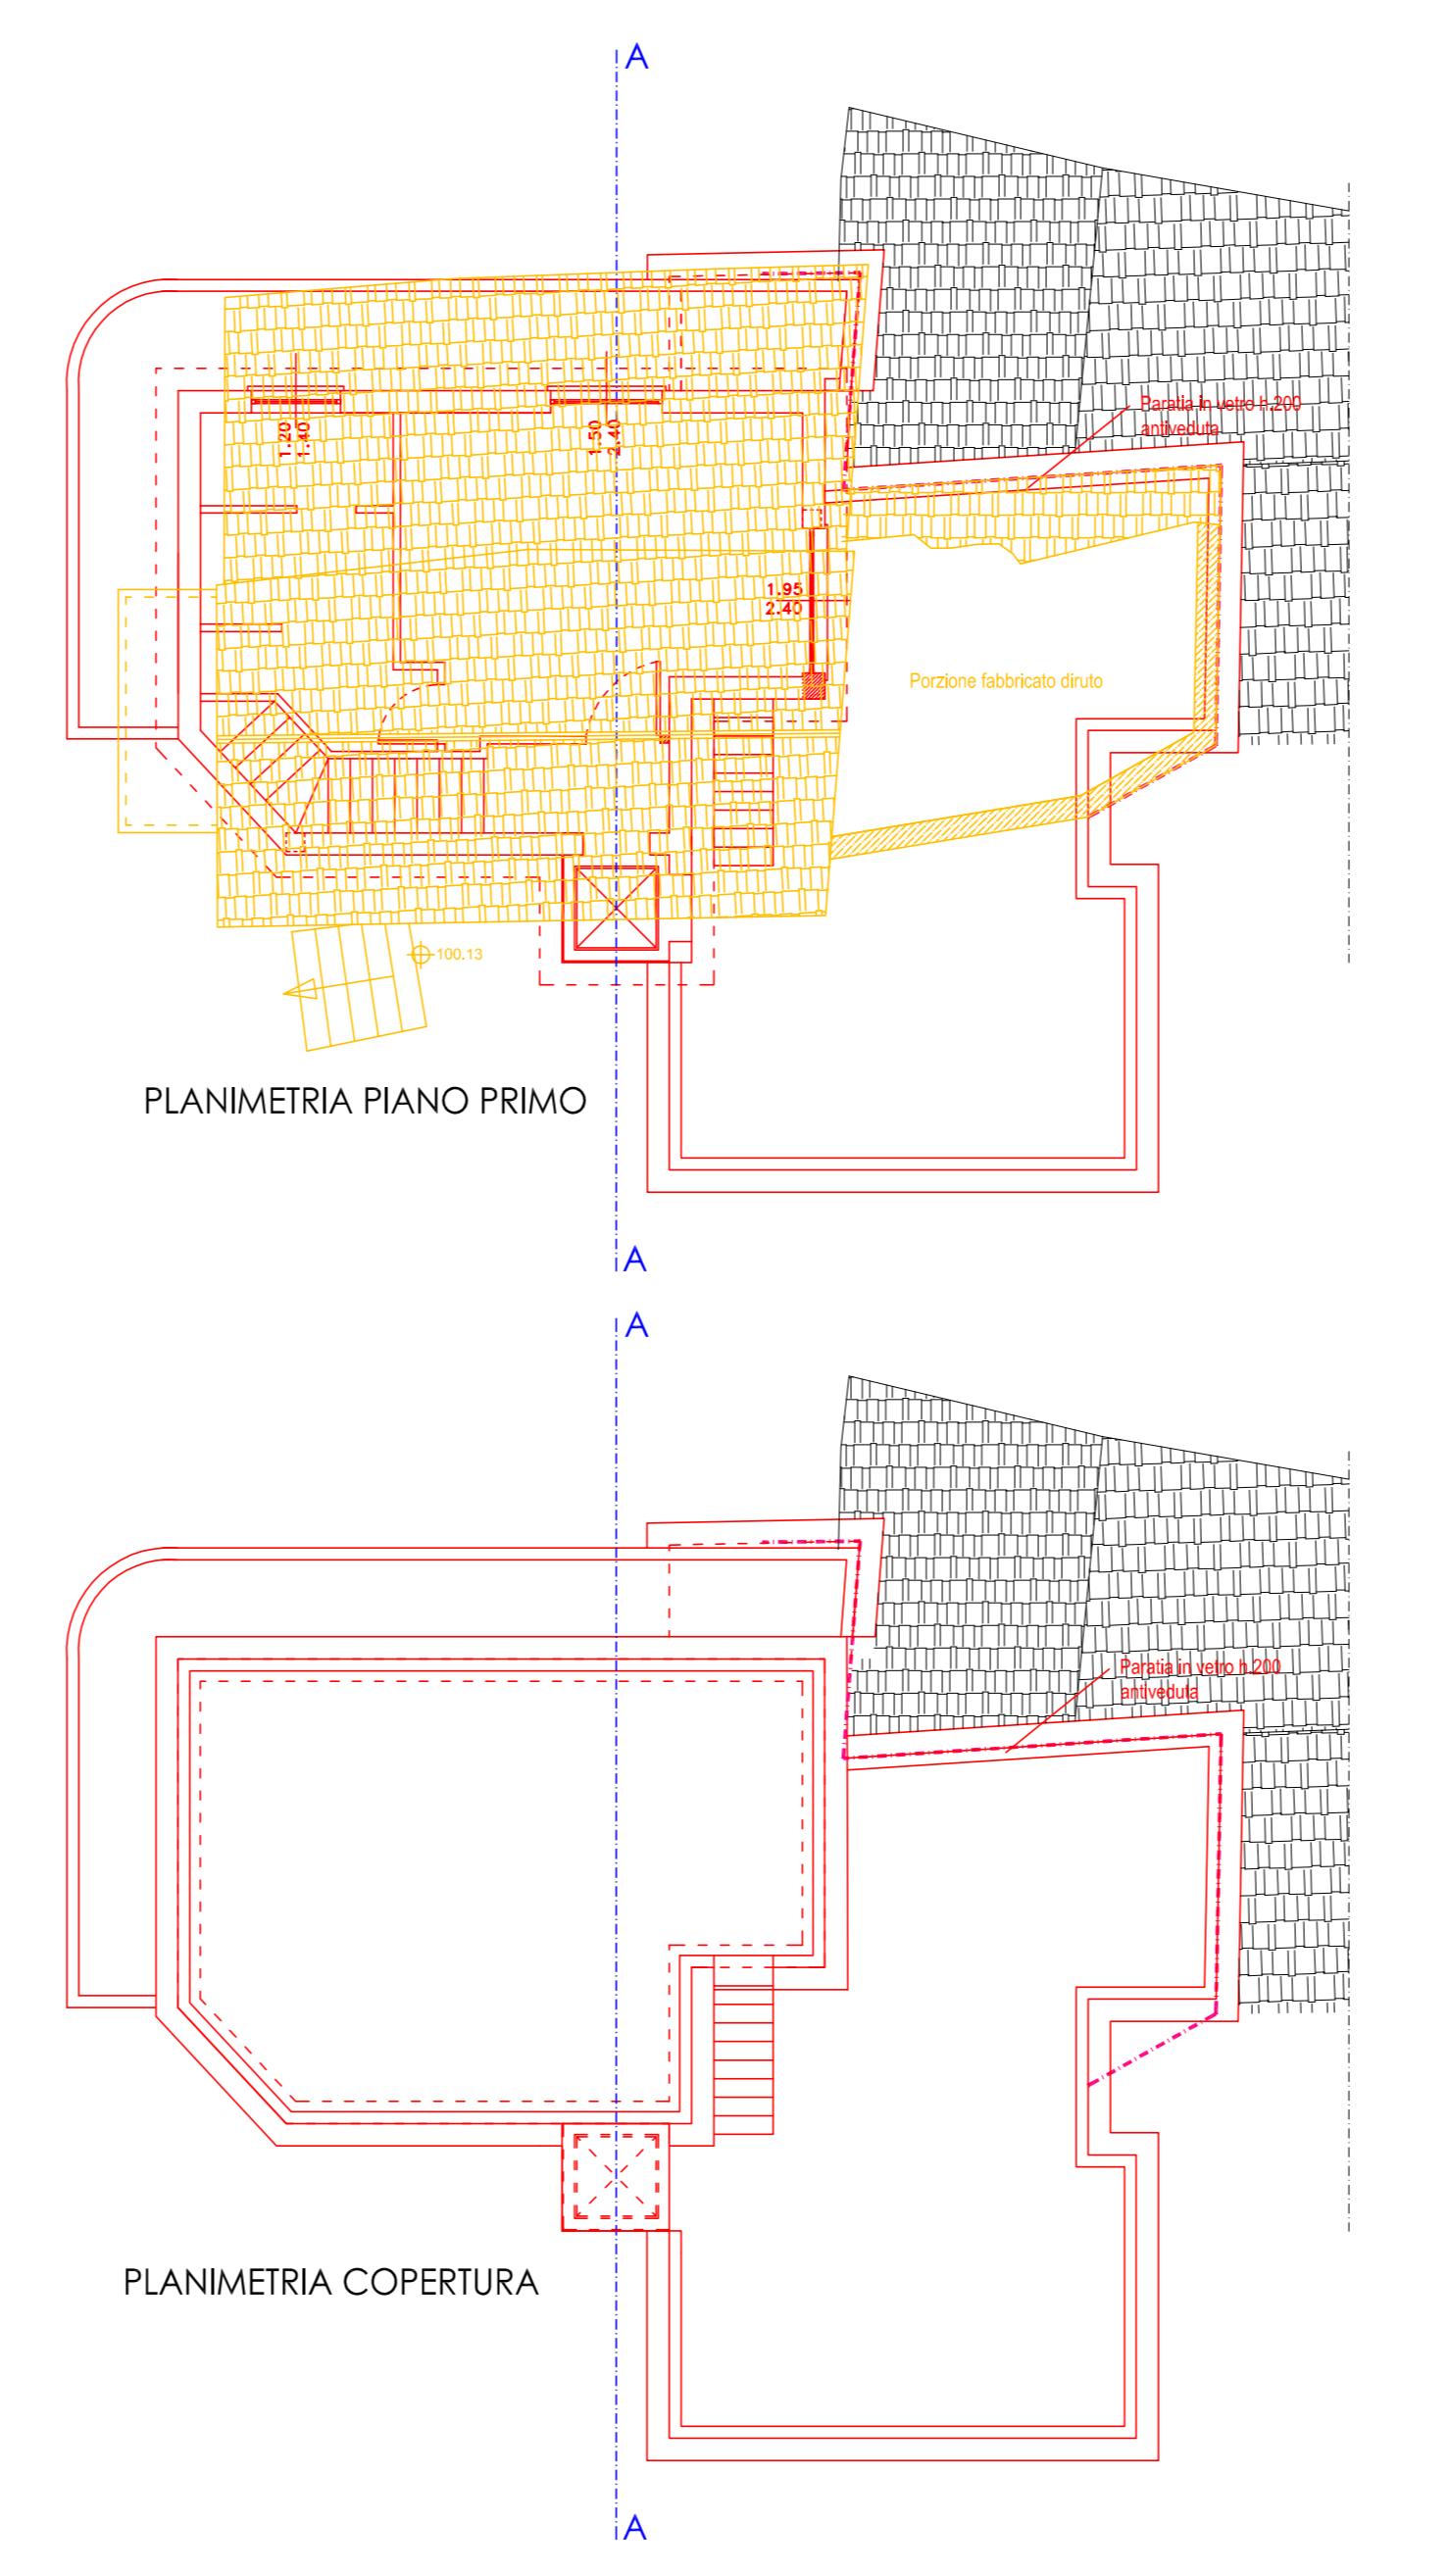 A
Paratia in vetro h.200
antiveduta
1.20
1.40
1.50
2.40
1.95
2.40
Porzione fabbricato diruto
100.13
PLANIMETRIA PIANO PRIMO
A
A
Paratia in vetro h.200
antiveduta
PLANIMETRIA COPERTURA
A